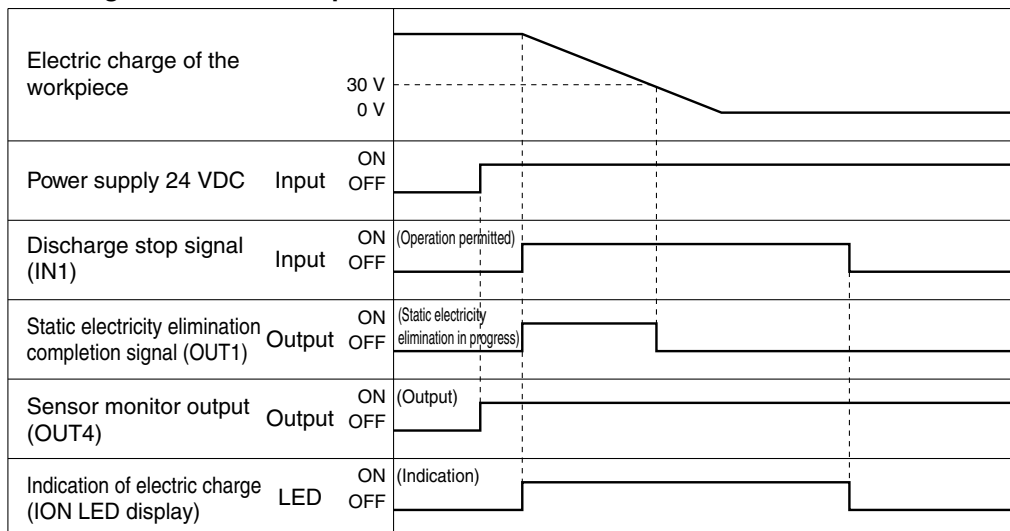 Electric charge of the
workpiece
30 V
0 V
Power supply 24 VDC Input ON
OFF
Discharge stop signal
(IN1) Input ON (Operation permitted)
OFF
Static electricity elimination
completion signal (OUT1) Output ON (Static electricity
OFF elimination in progress)
Sensor monitor output
(OUT4) Output ON (Output)
OFF
Indication of electric charge
(ION LED display) LED ON (Indication)
OFF